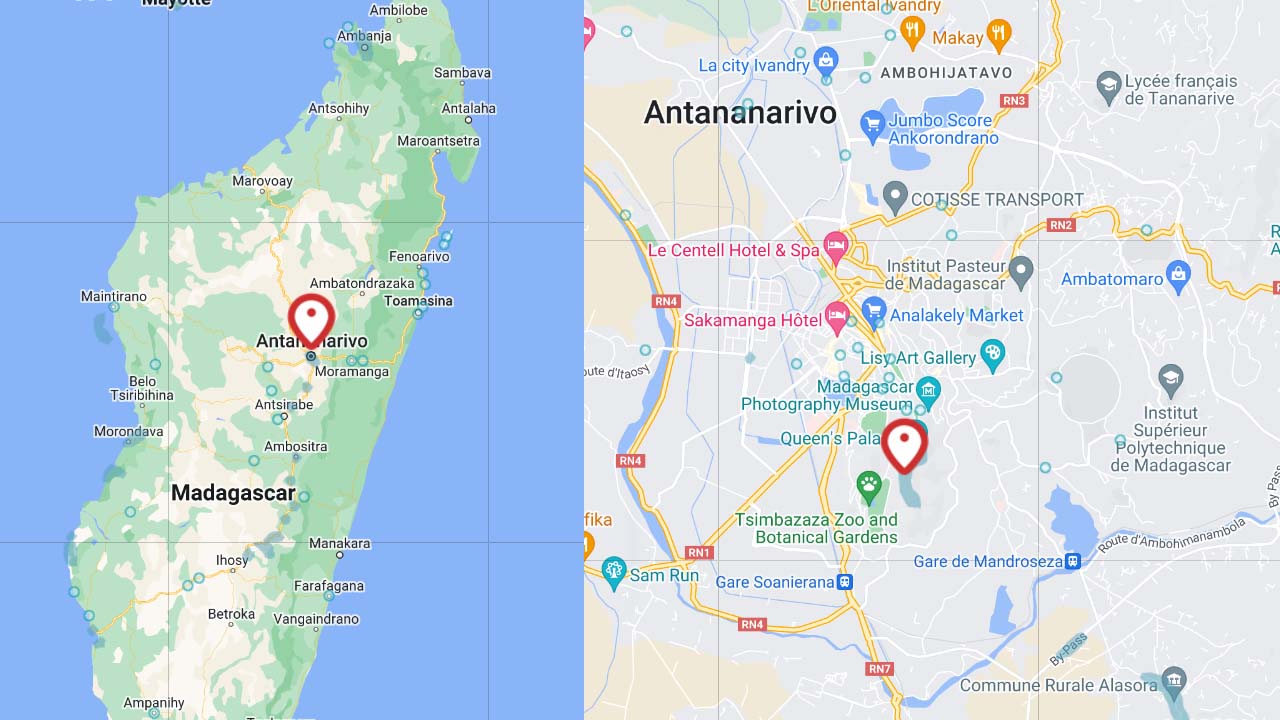 Mayotte
Ambilobe
Ambanja
Sambava
Antsohihy
Antalaha
Maroantsetra
Marovoay
Fenoarivo
Ambatondrazaka
Maintirano
Toamasina
Moramanga
Belo
Tsiribihina
Antsirabe
Morondava
Ambositra
Madagascar
Manakara
Ihosy
Farafagana
Betroka
Vangaindrano
Ampanihy
L'Oriental Ivandry
Makay
La city Ivandry
AMBOHIJATAVO
Lycée français
de Tananarive
RN3
Antananarivo
Jumbo Score
Ankorondrano
COTISSE TRANSPORT
RN2
Le Centell Hotel & Spa
Institut Pasteur
de Madagascar
Ambatomaro
RN4
Sakamanga Hôtel
Analakely Market
Lisy Art Gallery
ute d'Itaosy
Madagascar
Photography Museum
Institut
Supérieur
Polytechnique
de Madagascar
Queen's Pala
RN4
By Pass
Tsimbazaza Zoo and
Botanical Gardens
fika
Route d'Ambohimanambola
RN1
Gare de Mandroseza
Sam Run
Gare Soanierana
RN4
By-Pass
RN7
Commune Rurale Alasora